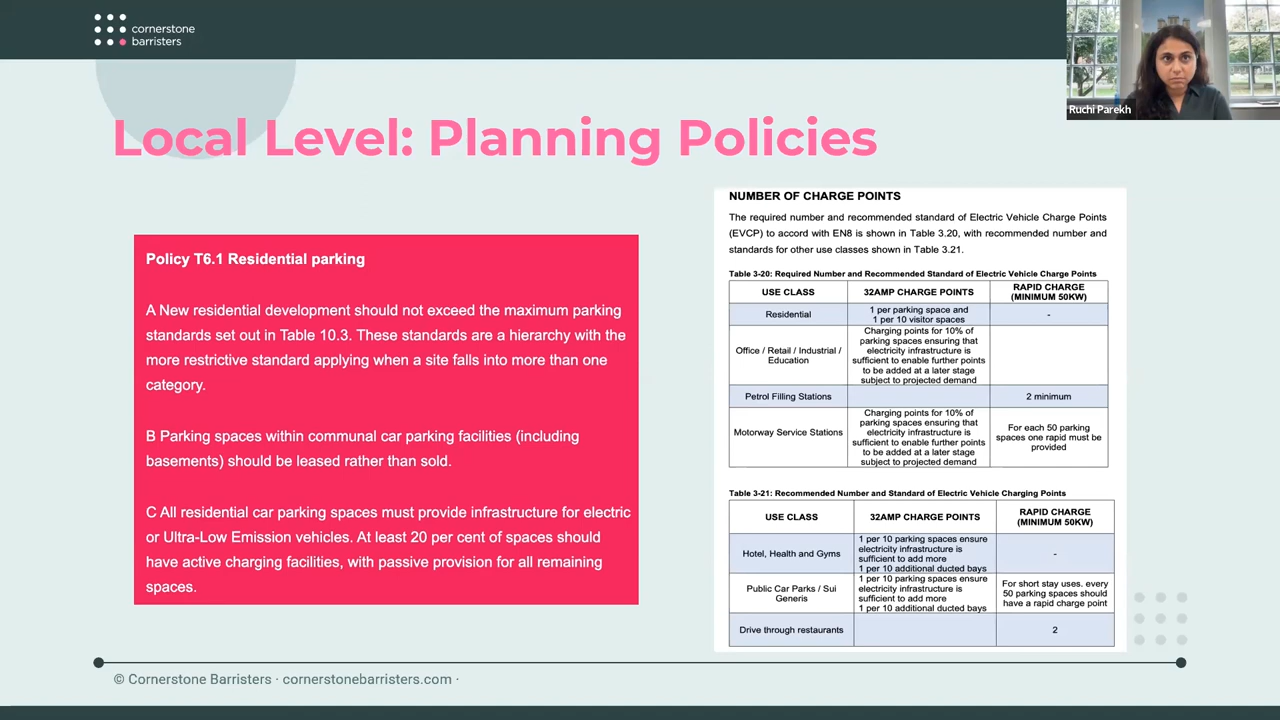 cornerstone
barristers
Ruchi Parekh
Local Level: Planning Policies
Policy T6.1 Residential parking
A New residential development should not exceed the maximum parking
standards set out in Table 10.3. These standards are a hierarchy with the
more restrictive standard applying when a site falls into more than one
category.
B Parking spaces within communal car parking facilities (including
basements) should be leased rather than sold.
C All residential car parking spaces must provide infrastructure for electric
or Ultra-Low Emission vehicles. At least 20 per cent of spaces should
have active charging facilities, with passive provision for all remaining
spaces.
NUMBER OF CHARGE POINTS
The required number and recommended standard of Electric Vehicle Charge Points
(EVCP) to accord with EN8 is shown in Table 3.20, with recommended number and
standards for other use classes shown in Table 3.21.
Table 3-20: Required Number and Recommended Standard of Electric Vehicle Charge Points
USE CLASS
32AMP CHARGE POINTS
RAPID CHARGE
(MINIMUM 50KW)
Residential
1 per parking space and
1 per 10 visitor spaces
-
Office / Retail / Industrial /
Education
Charging points for 10% of
parking spaces ensuring that
electricity infrastructure is
sufficient to enable further points
to be added at a later stage
subject to projected demand
Petrol Filling Stations
2 minimum
Motorway Service Stations
Charging points for 10% of
parking spaces ensuring that
electricity infrastructure is
sufficient to enable further points
to be added at a later stage
subject to projected demand
For each 50 parking
spaces one rapid must be
provided
Table 3-21: Recommended Number and Standard of Electric Vehicle Charging Points
USE CLASS
32AMP CHARGE POINTS
RAPID CHARGE
(MINIMUM 50KW)
Hotel, Health and Gyms
1 per 10 parking spaces ensure
electricity infrastructure is
sufficient to add more
1 per 10 additional ducted bays
-
Public Car Parks / Sui
Generis
1 per 10 parking spaces ensure
electricity infrastructure is
sufficient to add more
1 per 10 additional ducted bays
For short stay uses. every
50 parking spaces should
have a rapid charge point
Drive through restaurants
2
© Cornerstone Barristers · cornerstonebarristers.com ·